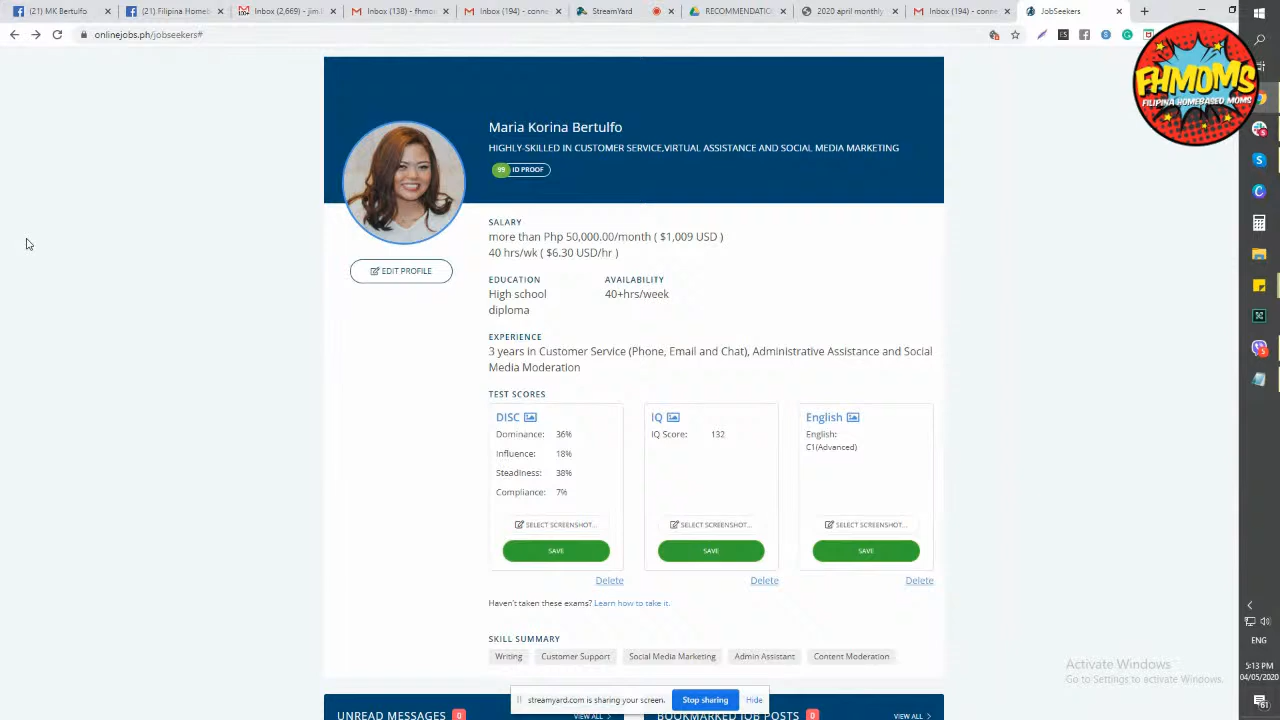 (21) MK Bertulfo
(21) Filipina Homeb
Inbox (2,669) - jim.l
Inbox (138) - fhmom
Inbox (194) - connec
StreamYard
RECOMMENDATION
2020 april monthly
Inbox (194) - connec
JobSeekers
onlinejobs.ph/jobseekers#
FHMOMS
FILIPINA HOMEBASED MOMS
Maria Korina Bertulfo
HIGHLY-SKILLED IN CUSTOMER SERVICE,VIRTUAL ASSISTANCE AND SOCIAL MEDIA MARKETING
99 ID PROOF
EDIT PROFILE
SALARY
more than Php 50,000.00/month ( $1,009 USD )
40 hrs/wk ( $6.30 USD/hr )
EDUCATION
High school
diploma
AVAILABILITY
40+hrs/week
EXPERIENCE
3 years in Customer Service (Phone, Email and Chat), Administrative Assistance and Social
Media Moderation
TEST SCORES
DISC
Dominance: 36%
Influence: 18%
Steadiness: 38%
Compliance: 7%
SELECT SCREENSHOT...
SAVE
Delete
IQ
IQ Score: 132
SELECT SCREENSHOT...
SAVE
Delete
English
English:
C1(Advanced)
SELECT SCREENSHOT...
SAVE
Delete
Haven't taken these exams? Learn how to take it.
SKILL SUMMARY
Writing
Customer Support
Social Media Marketing
Admin Assistant
Content Moderation
UNREAD MESSAGES 0 VIEW ALL
BOOKMARKED JOB POSTS 0 VIEW ALL
streamyard.com is sharing your screen. Stop sharing Hide
Activate Windows
Go to Settings to activate Windows.
ENG
5:13 PM
04/05/2020